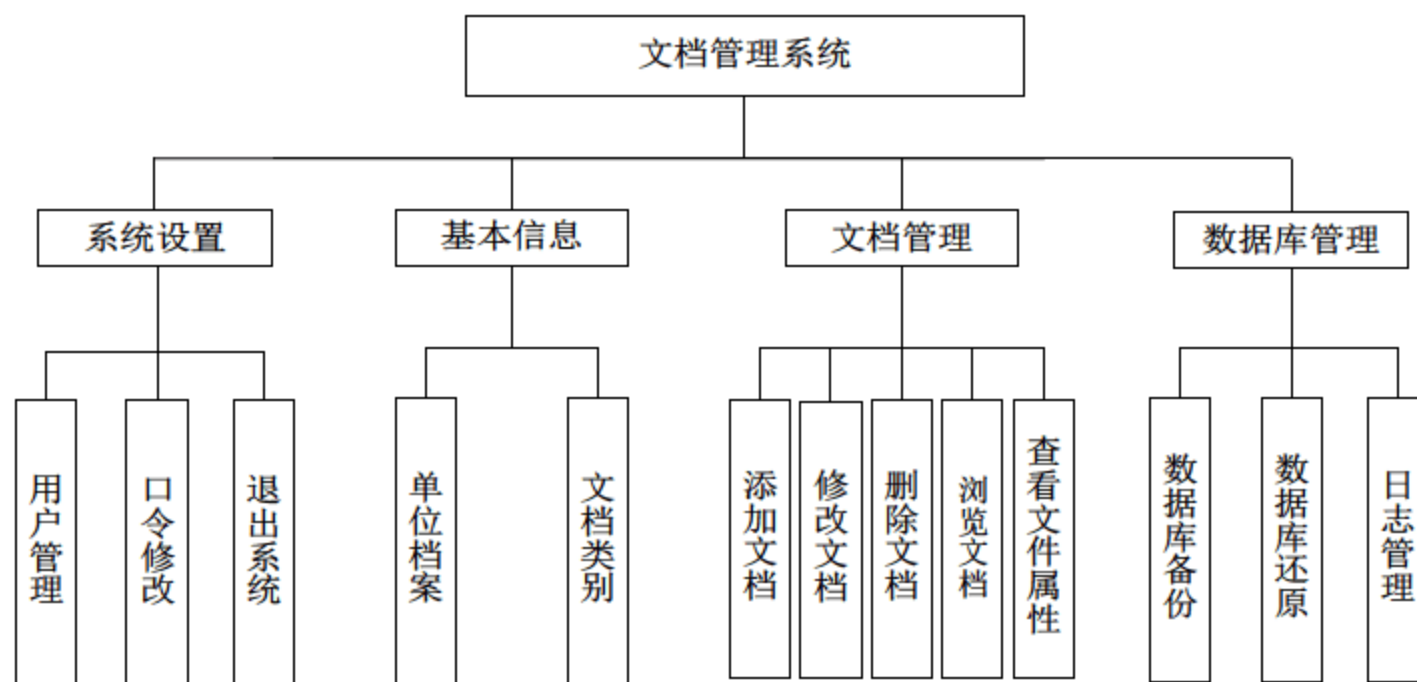 文档管理系统
系统设置
基本信息
文档管理
数据库管理
用户管理
口令修改
退出系统
单位档案
文档类别
添加文档
修改文档
删除文档
浏览文档
查看文件属性
数据库备份
数据库还原
日志管理